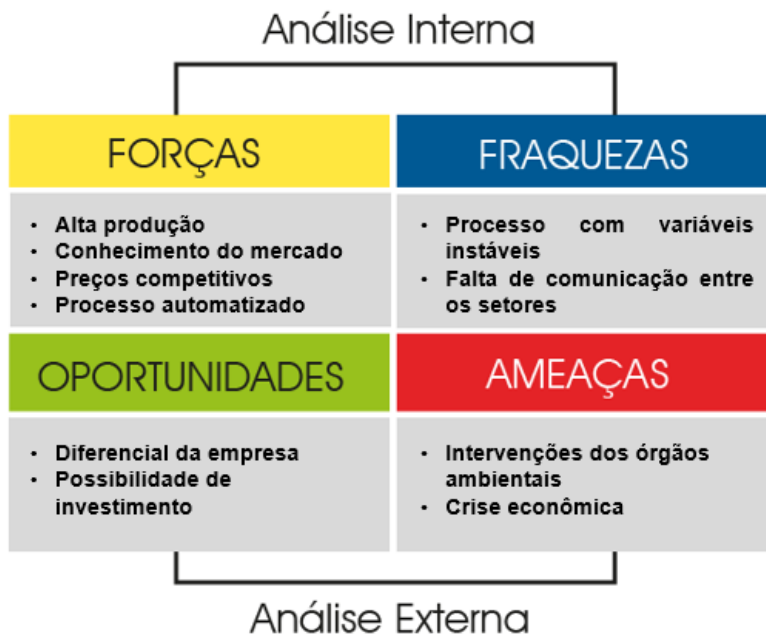 Análise Interna
FORÇAS
• Alta produção
• Conhecimento do mercado
• Preços competitivos
• Processo automatizado
FRAQUEZAS
• Processo com variáveis
instáveis
• Falta de comunicação entre
os setores
OPORTUNIDADES
• Diferencial da empresa
• Possibilidade de
investimento
AMEAÇAS
• Intervenções dos órgãos
ambientais
• Crise econômica
Análise Externa